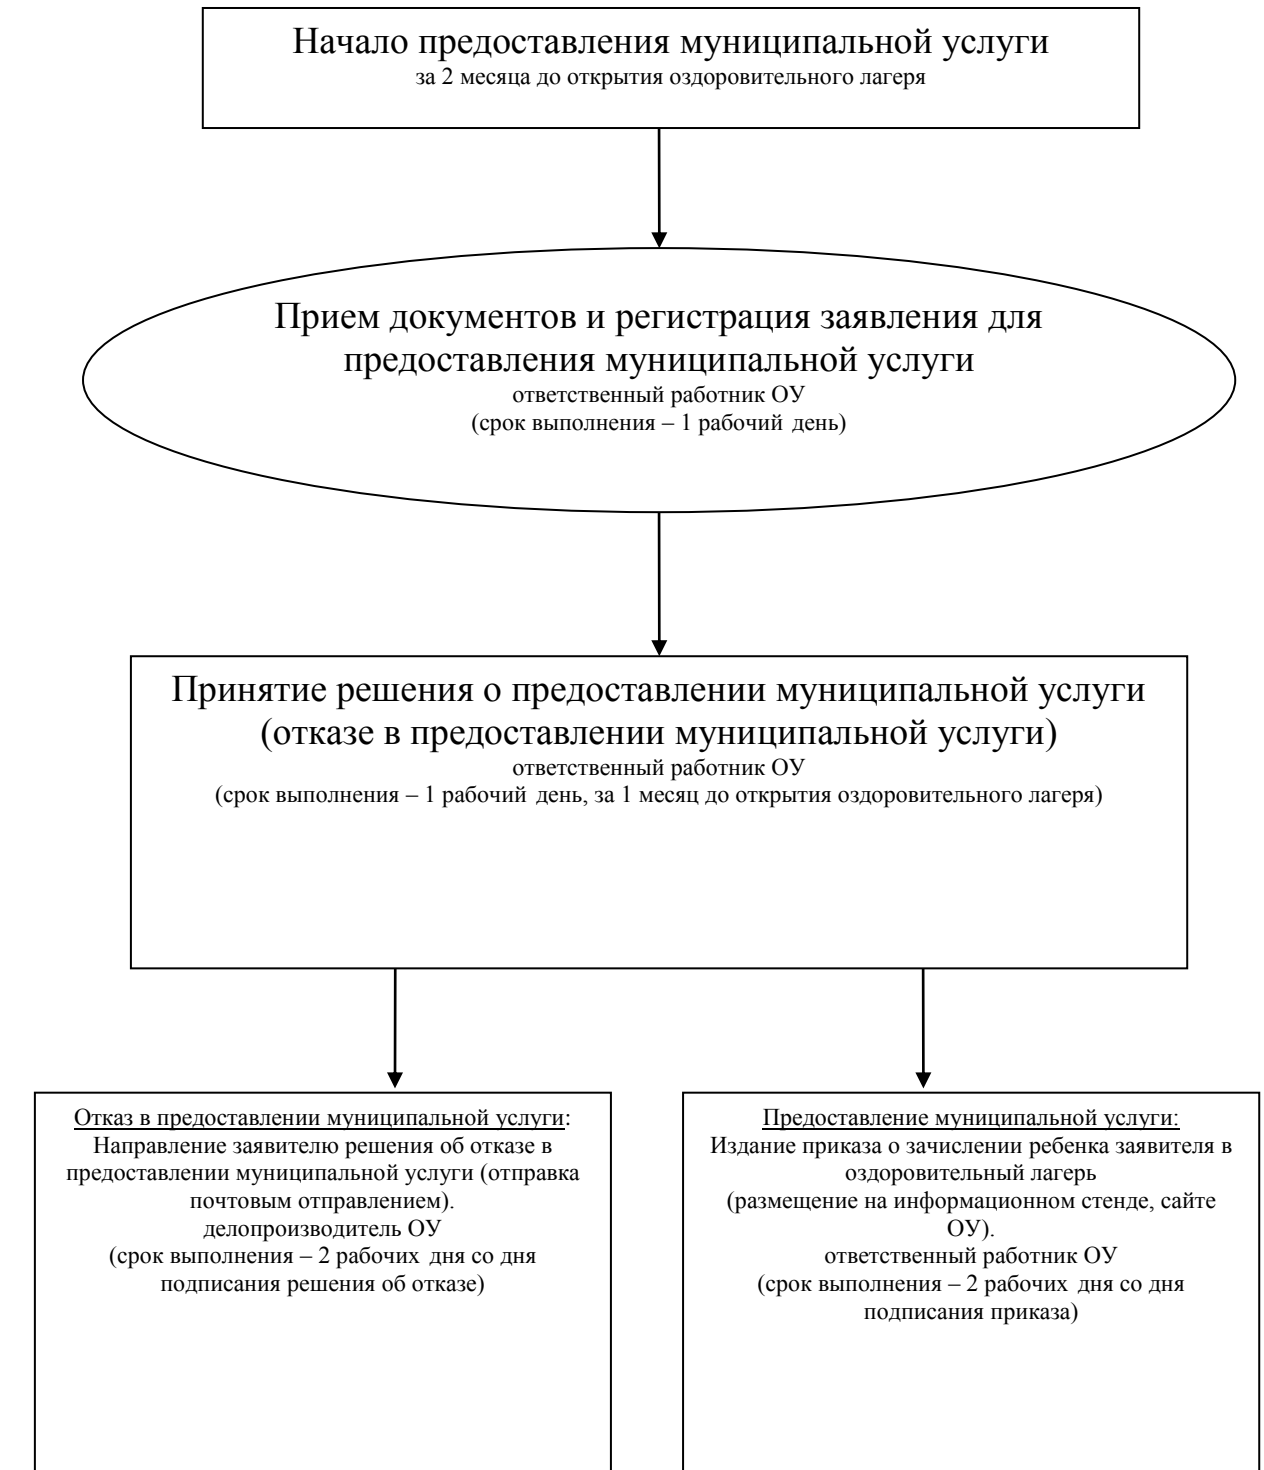 Начало предоставления муниципальной услуги
за 2 месяца до открытия оздоровительного лагеря
Прием документов и регистрация заявления для
предоставления муниципальной услуги
ответственный работник ОУ
(срок выполнения – 1 рабочий день)
Принятие решения о предоставлении муниципальной услуги
(отказе в предоставлении муниципальной услуги)
ответственный работник ОУ
(срок выполнения – 1 рабочий день, за 1 месяц до открытия оздоровительного лагеря)
Отказ в предоставлении муниципальной услуги:
Направление заявителю решения об отказе в
предоставлении муниципальной услуги (отправка
почтовым отправлением).
делопроизводитель ОУ
(срок выполнения – 2 рабочих дня со дня
подписания решения об отказе)
Предоставление муниципальной услуги:
Издание приказа о зачислении ребенка заявителя в
оздоровительный лагерь
(размещение на информационном стенде, сайте
ОУ).
ответственный работник ОУ
(срок выполнения – 2 рабочих дня со дня
подписания приказа)